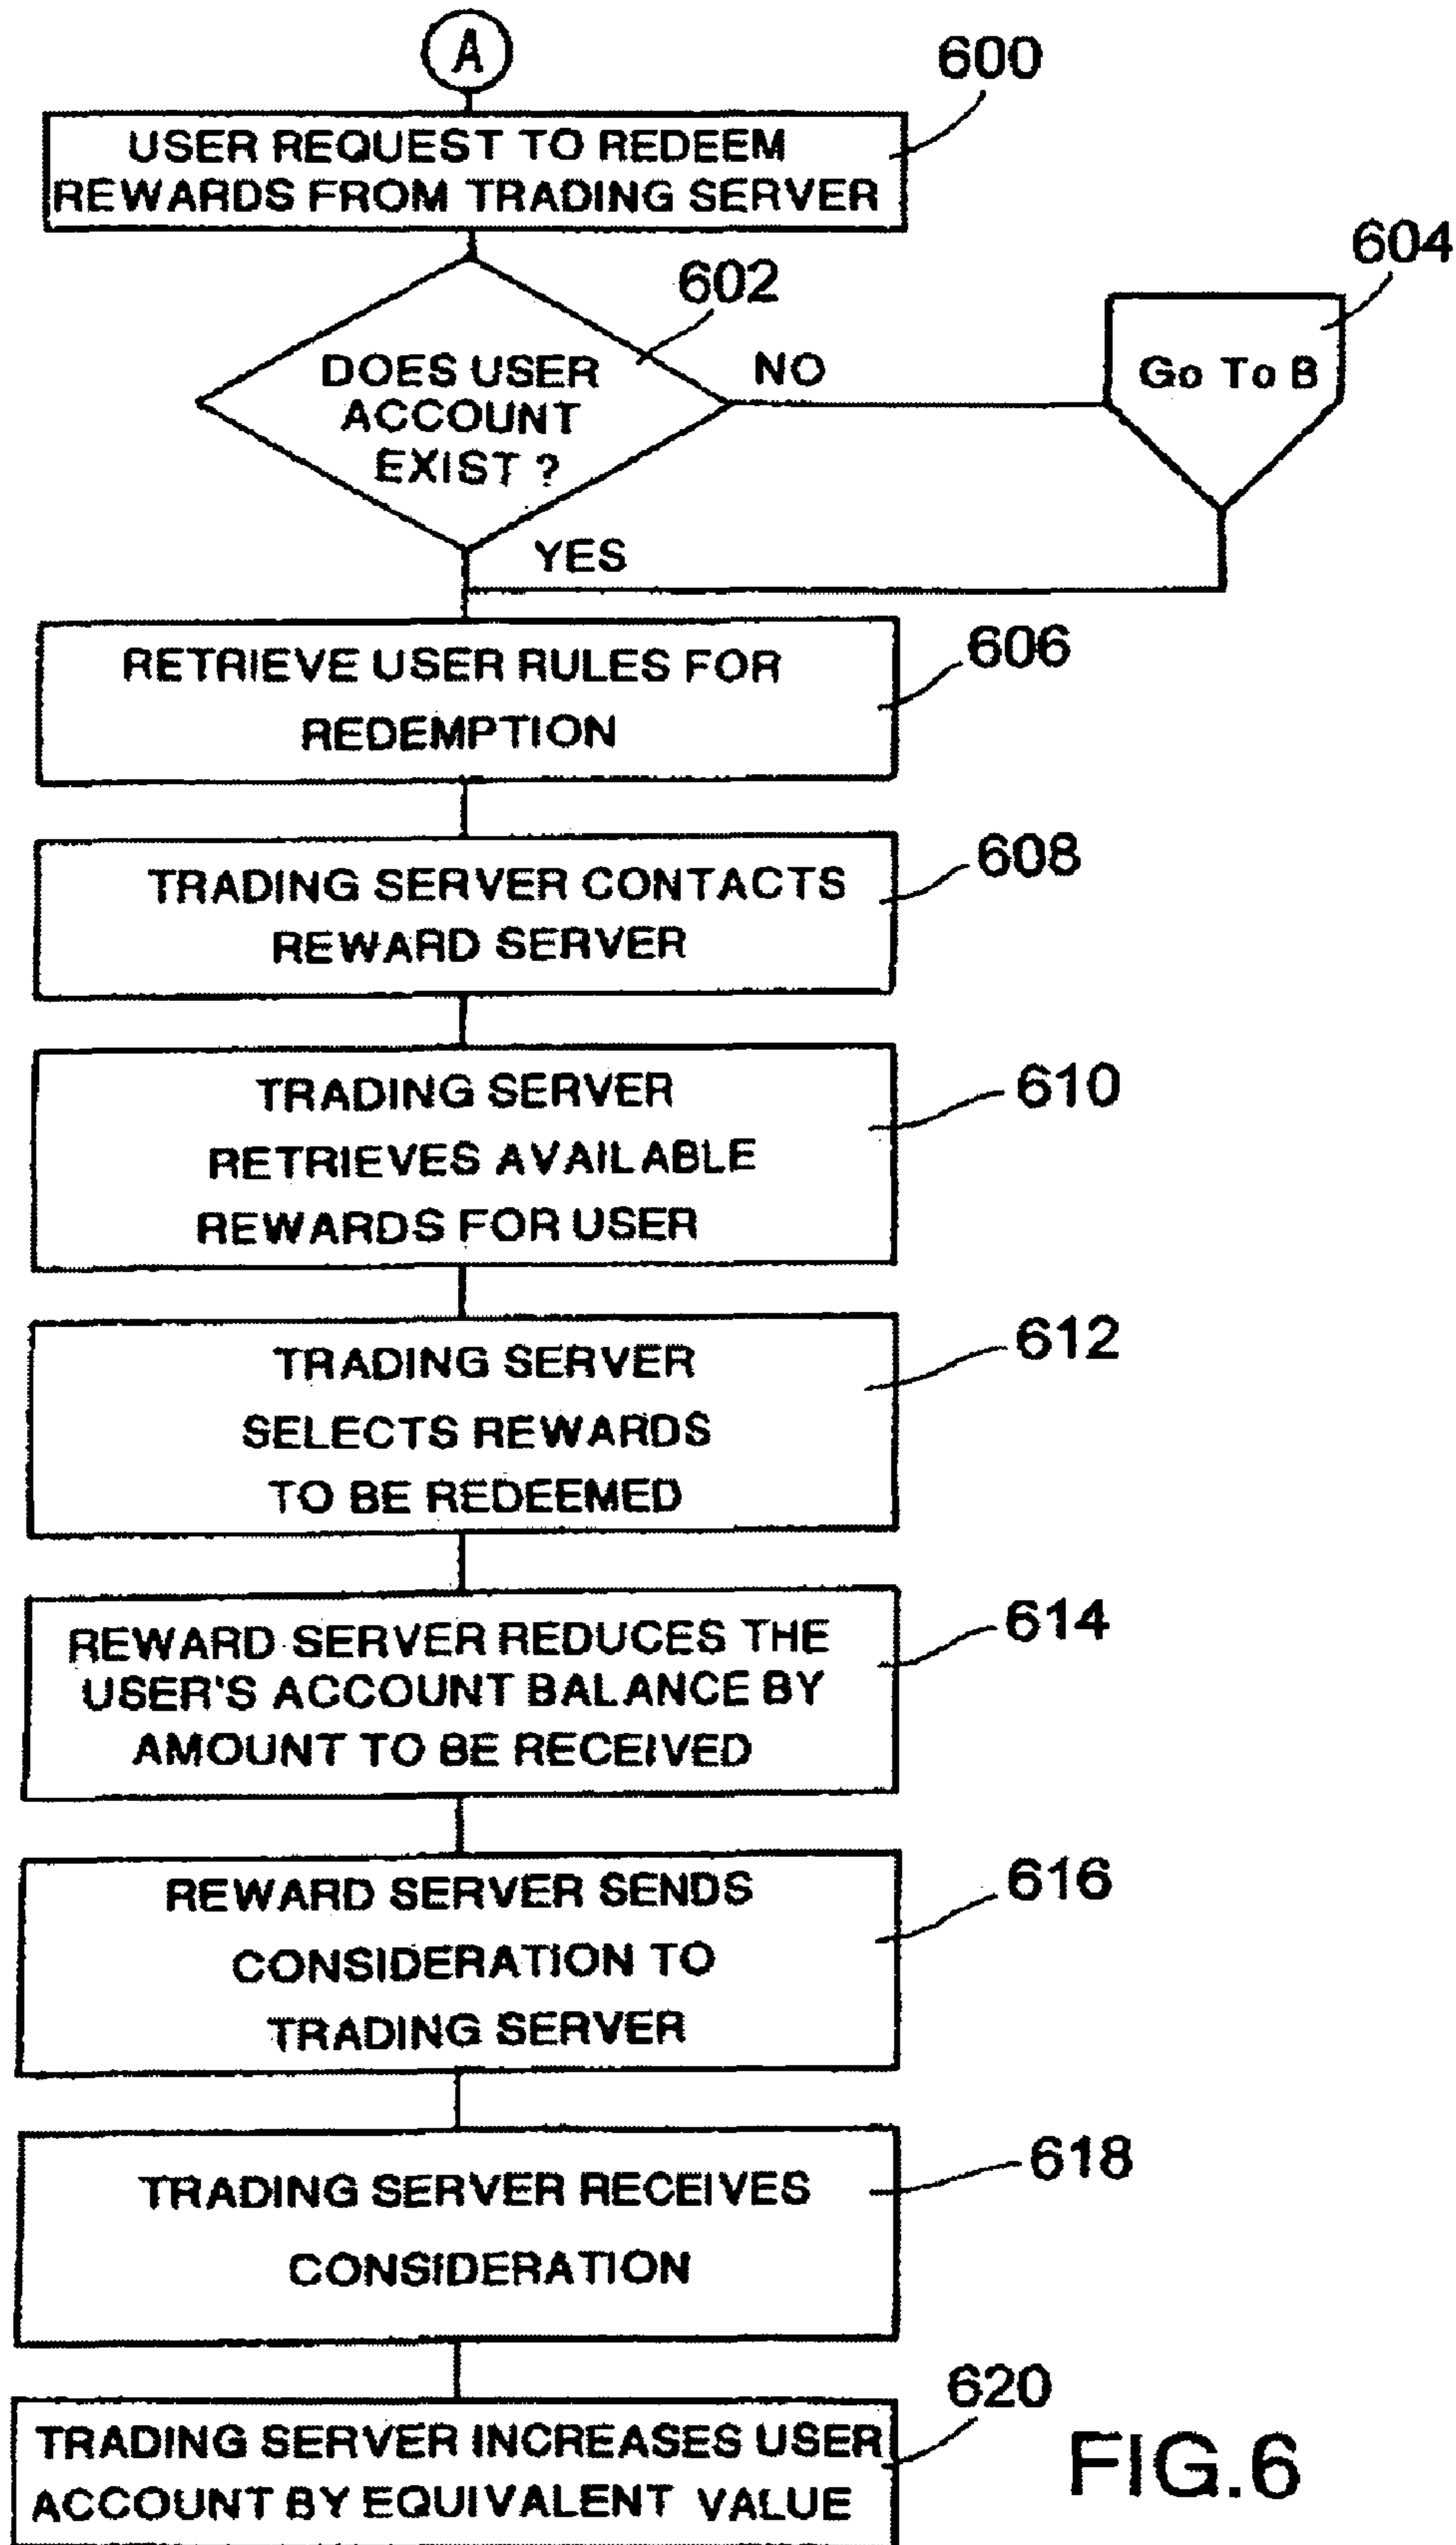 A
600
USER REQUEST TO REDEEM
REWARDS FROM TRADING SERVER
602
604
DOES USER
ACCOUNT
EXIST ?
NO
Go To B
YES
606
RETRIEVE USER RULES FOR
REDEMPTION
608
TRADING SERVER CONTACTS
REWARD SERVER
610
TRADING SERVER
RETRIEVES AVAILABLE
REWARDS FOR USER
612
TRADING SERVER
SELECTS REWARDS
TO BE REDEEMED
614
REWARD SERVER REDUCES THE
USER'S ACCOUNT BALANCE BY
AMOUNT TO BE RECEIVED
616
REWARD SERVER SENDS
CONSIDERATION TO
TRADING SERVER
618
TRADING SERVER RECEIVES
CONSIDERATION
620
TRADING SERVER INCREASES USER
ACCOUNT BY EQUIVALENT VALUE
FIG.6